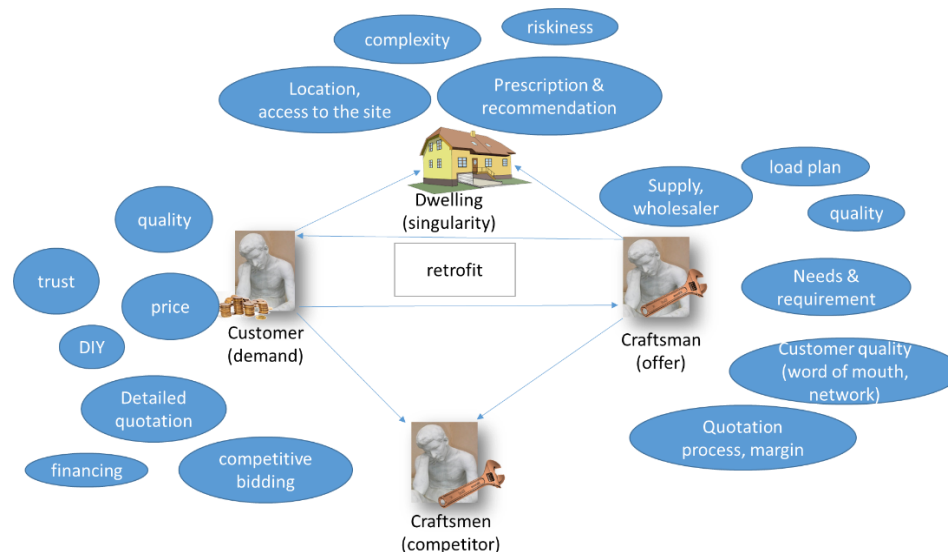 complexity
riskiness
Location,
access to the site
Prescription &
recommendation
Dwelling
(singularity)
load plan
Supply,
wholesaler
quality
quality
trust
price
DIY
Detailed
quotation
financing
competitive
bidding
Customer
(demand)
retrofit
Craftsman
(offer)
Needs &
requirement
Customer quality
(word of mouth,
network)
Quotation
process, margin
Craftsmen
(competitor)